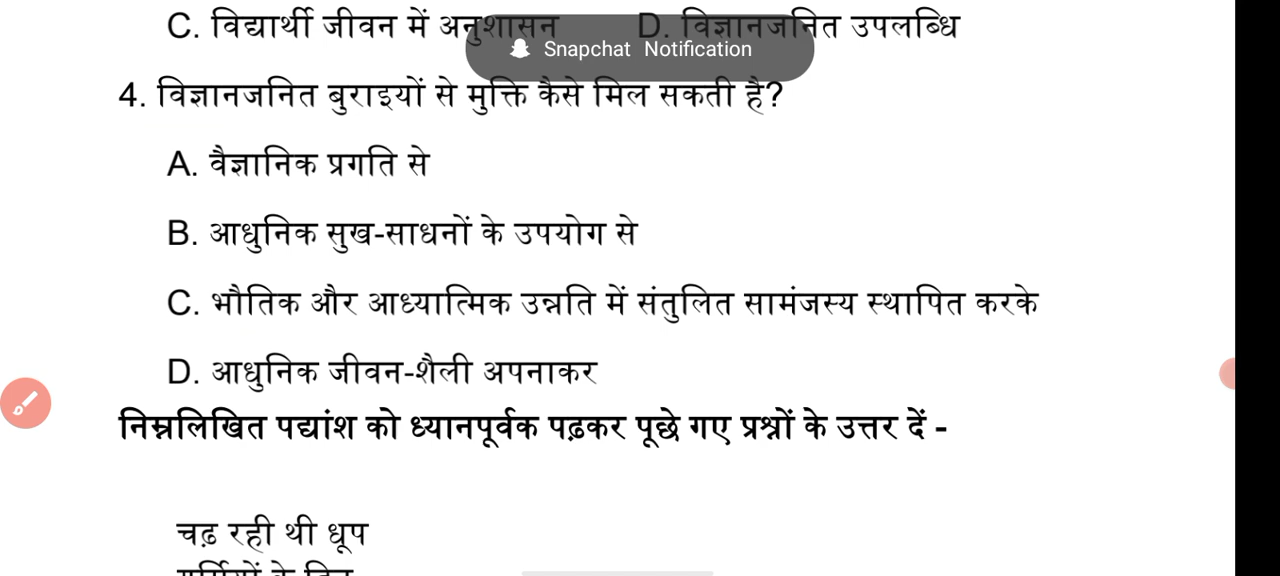 C. विद्यार्थी जीवन में अनुशासन D. विज्ञानजनित उपलब्धि
Snapchat Notification
4. विज्ञानजनित बुराइयों से मुक्ति कैसे मिल सकती है?
A. वैज्ञानिक प्रगति से
B. आधुनिक सुख-साधनों के उपयोग से
C. भौतिक और आध्यात्मिक उन्नति में संतुलित सामंजस्य स्थापित करके
D. आधुनिक जीवन-शैली अपनाकर
निम्नलिखित पद्यांश को ध्यानपूर्वक पढ़कर पूछे गए प्रश्नों के उत्तर दें -
चढ़ रही थी धूप
गर्मियों के दिन